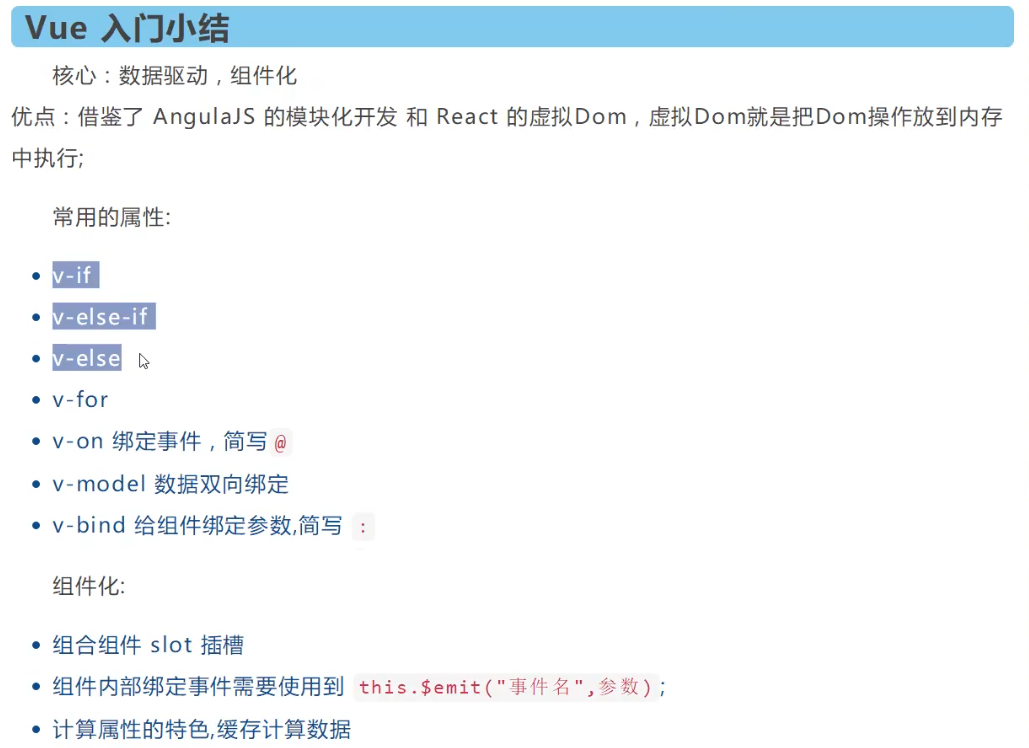 Vue 入门小结
核心：数据驱动，组件化
优点：借鉴了 AngulaJS 的模块化开发 和 React 的虚拟Dom，虚拟Dom就是把Dom操作放到内存
中执行;
常用的属性:
v-if
v-else-if
v-else
v-for
v-on 绑定事件，简写@
v-model 数据双向绑定
v-bind 给组件绑定参数,简写 :
组件化:
组合组件 slot 插槽
组件内部绑定事件需要使用到 this.$emit("事件名",参数);
计算属性的特色,缓存计算数据